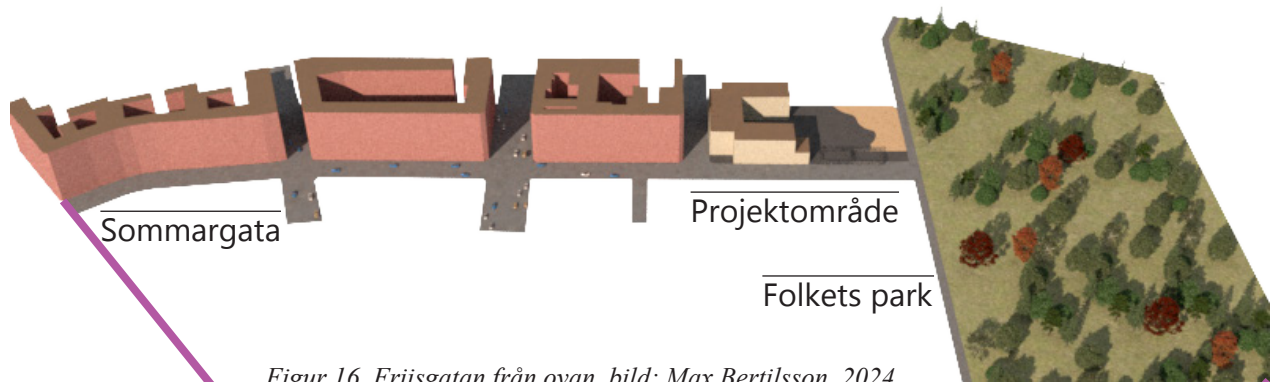 Sommargata
Projektområde
Folkets park
Figur 16. Friisgatan från ovan, bild: Max Bertilsson, 2024